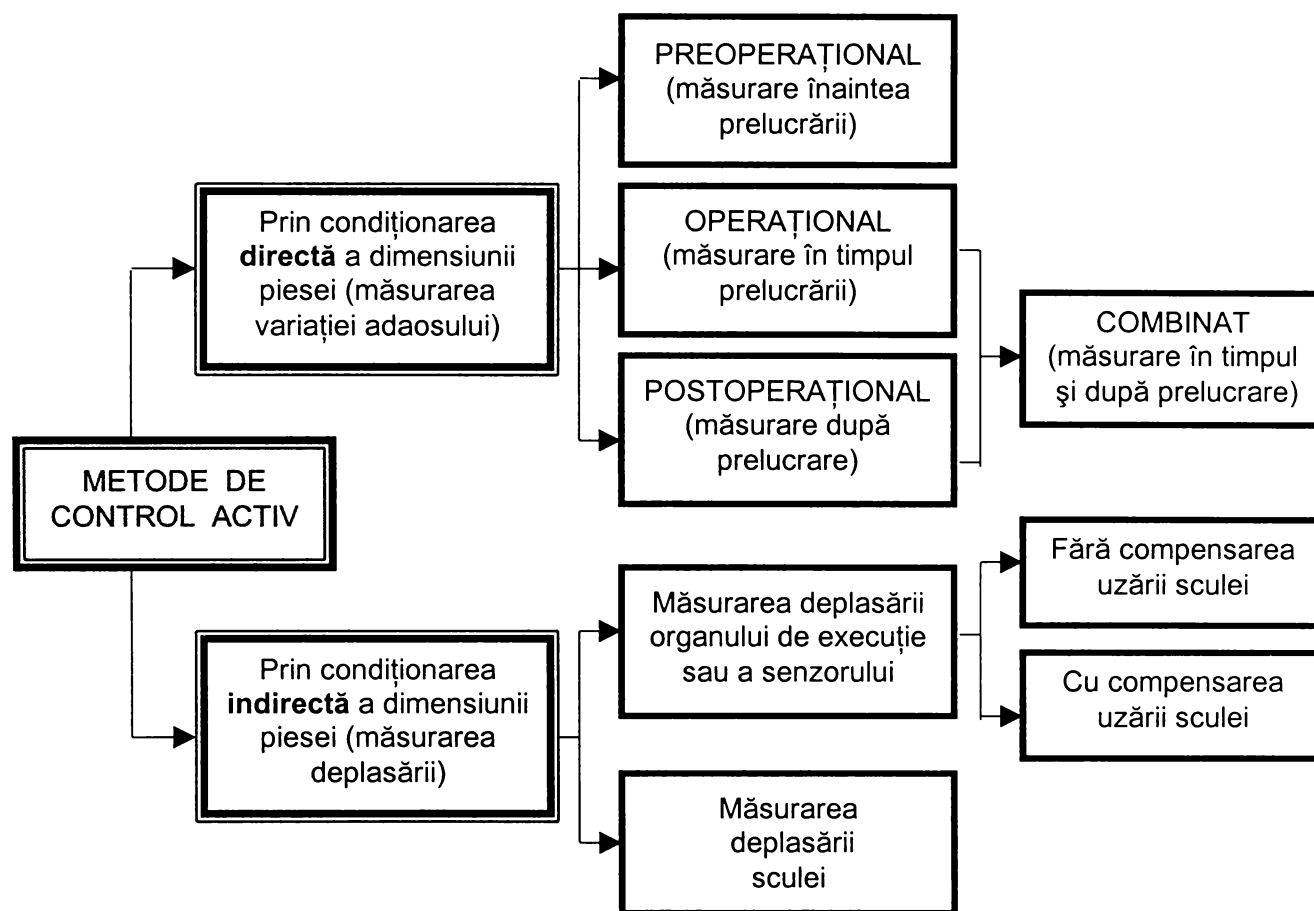 PREOPERAȚIONAL
(măsurare înaintea
prelucrării)
Prin condiționarea
directă a dimensiunii
piesei (măsurarea
variației adaosului)
OPERAȚIONAL
(măsurare în timpul
prelucrării)
POSTOPERAȚIONAL
(măsurare după
prelucrare)
COMBINAT
(măsurare în timpul
şi după prelucrare)
METODE DE
CONTROL ACTIV
Prin condiționarea
indirectă a dimensiunii
piesei (măsurarea
deplasării)
Măsurarea deplasării
organului de execuție
sau a senzorului
Fără compensarea
uzării sculei
Cu compensarea
uzării sculei
Măsurarea
deplasării
sculei